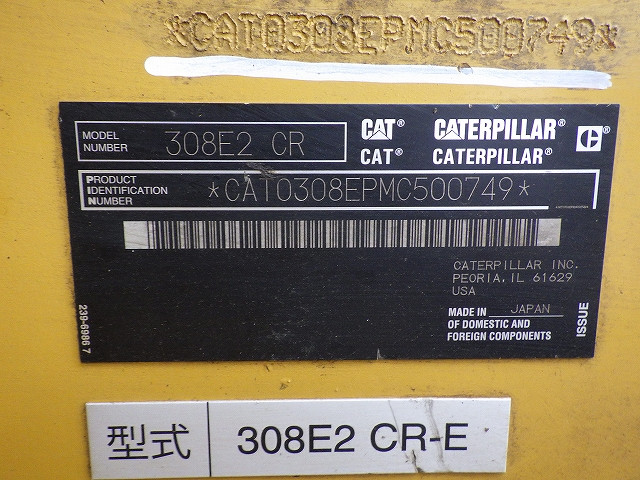 *CAT0308EPMC500749*
MODEL NUMBER 308E2 CR
CAT® CATERPILLAR® C®
CAT® CATERPILLAR®
PRODUCT IDENTIFICATION NUMBER *CAT0308EPMC500749*
CATERPILLAR INC.
PEORIA, IL 61629
USA
MADE IN JAPAN
OF DOMESTIC AND
FOREIGN COMPONENTS
ISSUE
239-6986 7
型式 308E2 CR-E